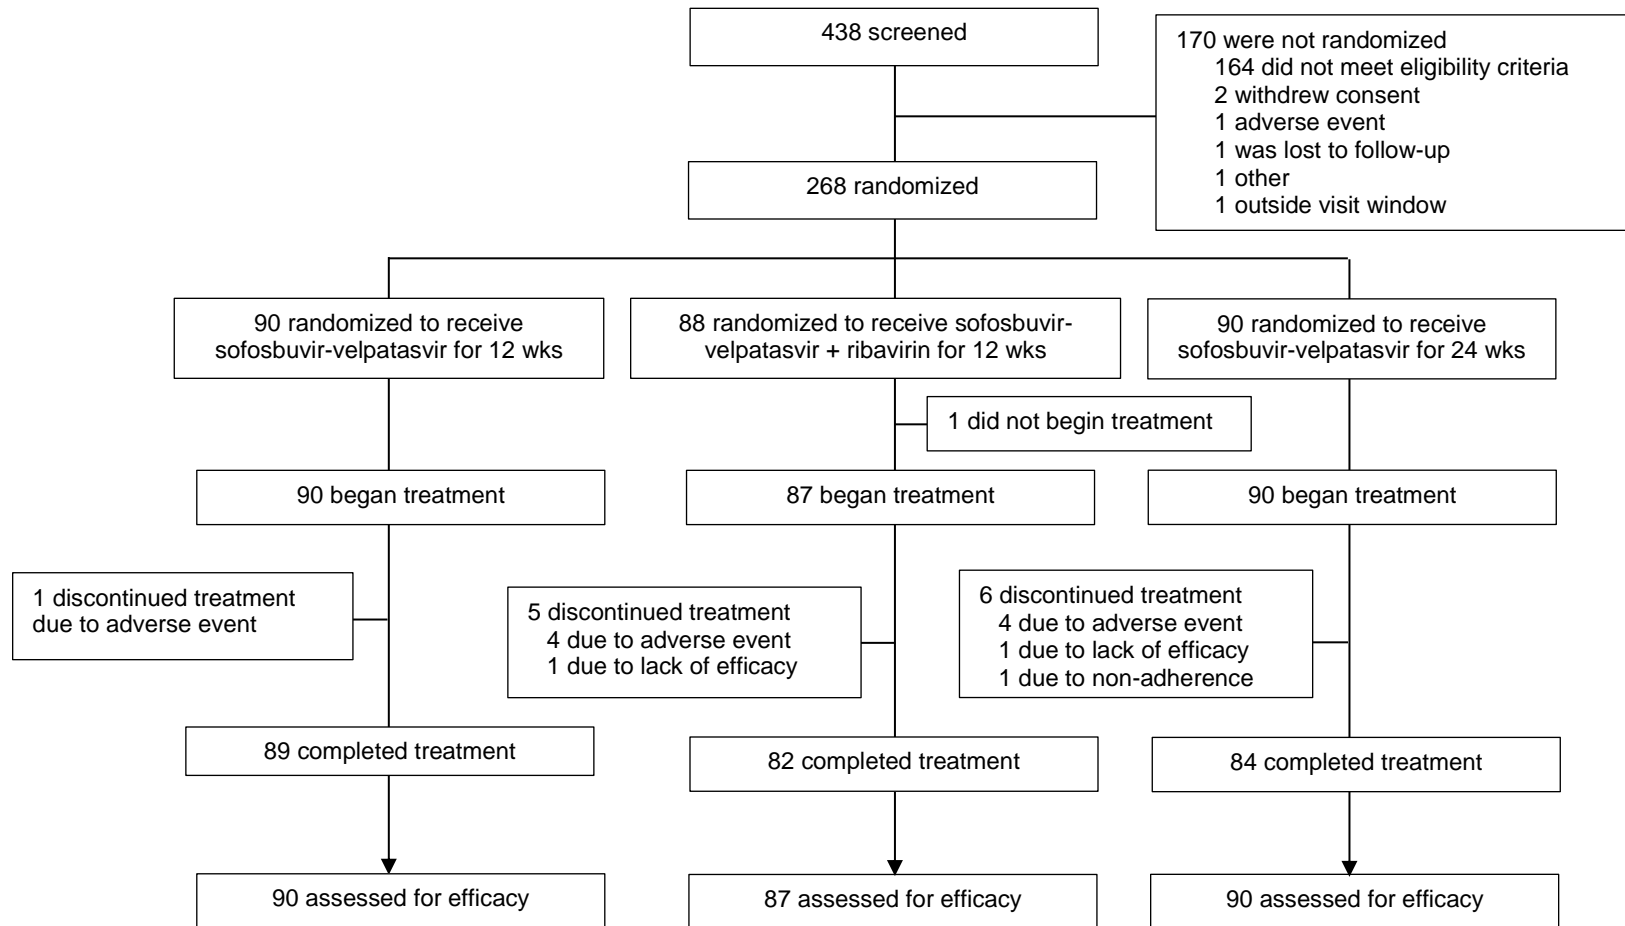 438 screened
170 were not randomized
164 did not meet eligibility criteria
2 withdrew consent
1 adverse event
1 was lost to follow-up
1 other
1 outside visit window
268 randomized
90 randomized to receive
sofosbuvir-velpatasvir for 12 wks
88 randomized to receive sofosbuvir-
velpatasvir + ribavirin for 12 wks
90 randomized to receive
sofosbuvir-velpatasvir for 24 wks
1 did not begin treatment
90 began treatment
87 began treatment
90 began treatment
1 discontinued treatment
due to adverse event
5 discontinued treatment
4 due to adverse event
1 due to lack of efficacy
6 discontinued treatment
4 due to adverse event
1 due to lack of efficacy
1 due to non-adherence
89 completed treatment
82 completed treatment
84 completed treatment
90 assessed for efficacy
87 assessed for efficacy
90 assessed for efficacy